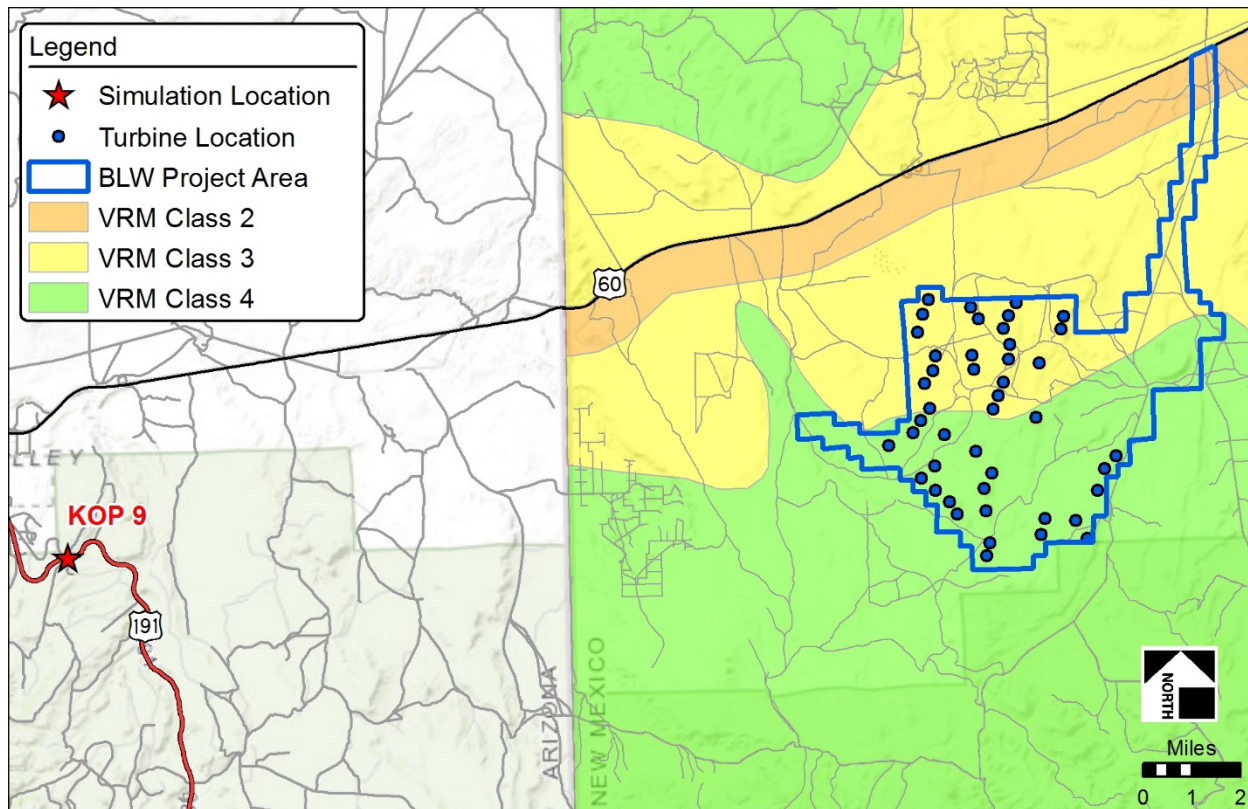 Legend
Simulation Location
Turbine Location
BLW Project Area
VRM Class 2
VRM Class 3
VRM Class 4
60
LLEY
KOP 9
191
ARIZONA
NEW MEXICO
NORTH
Miles
0 1 2